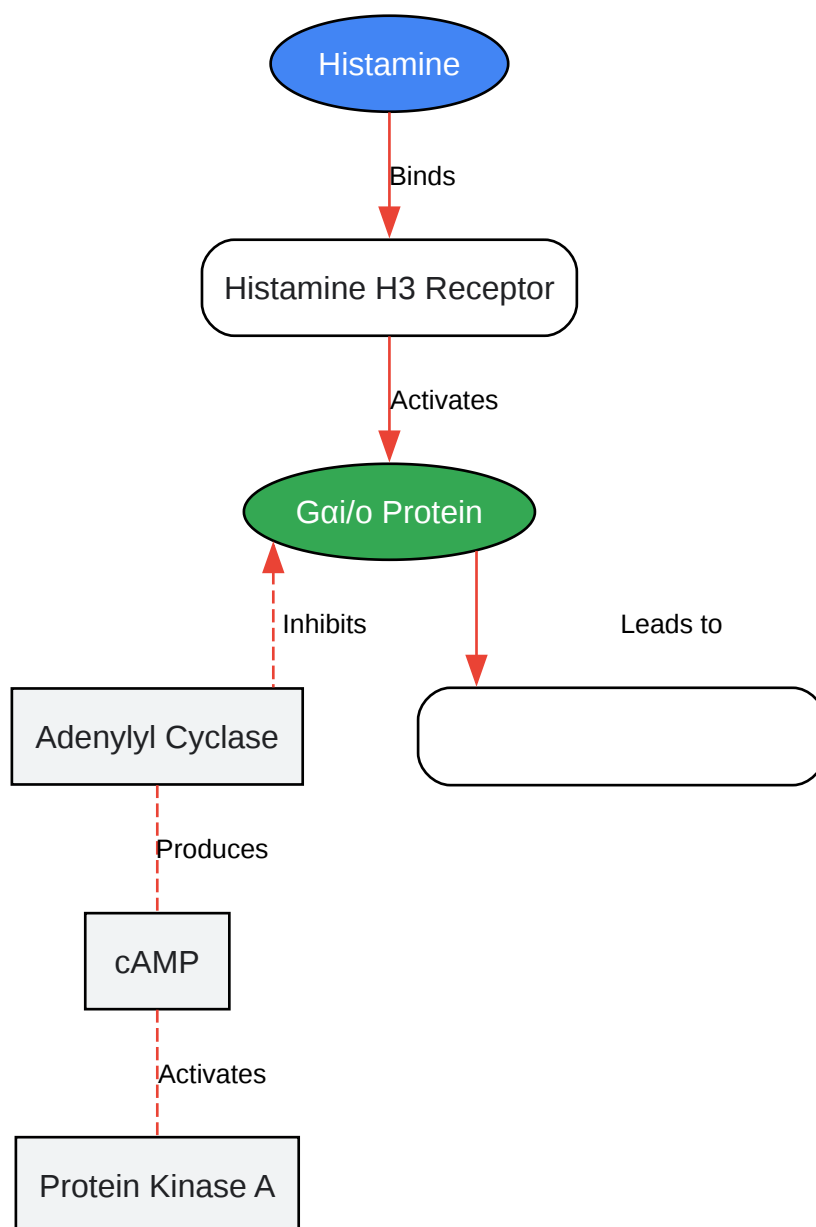 Histamine
Binds
Histamine H3 Receptor
Activates
Gαi/o Protein
Inhibits
Leads to
Adenylyl Cyclase
Produces
cAMP
Activates
Protein Kinase A